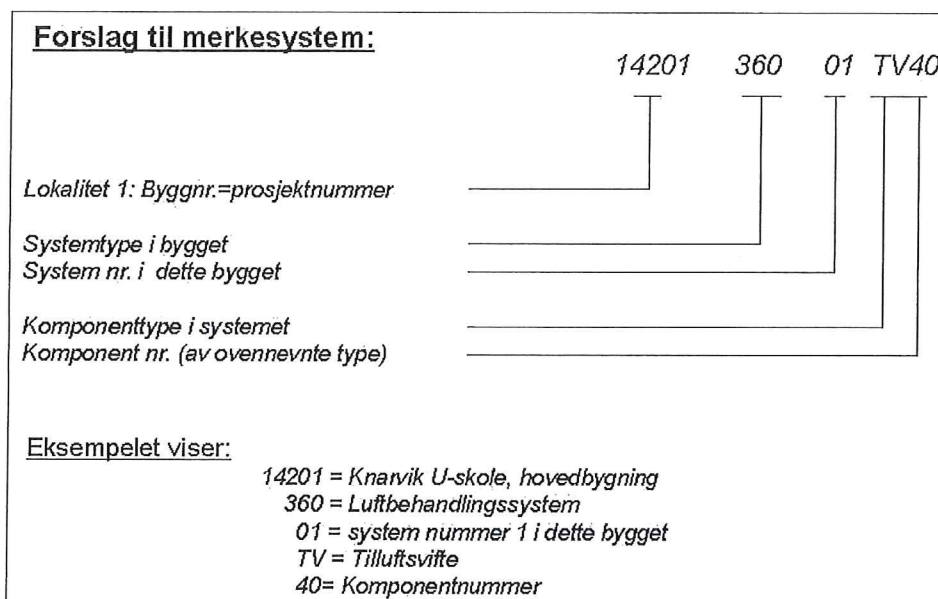 Forslag til merkesystem:
14201 360 01 TV40
Lokalitet 1: Byggnr.=prosjektnummer
Systemtype i bygget
System nr. i dette bygget
Komponenttype i systemet
Komponent nr. (av ovennevnte type)
Eksempelet viser:
14201 = Knarvik U-skole, hovedbygning
360 = Luftbehandlingssystem
01 = system nummer 1 i dette bygget
TV = Tilluftsvifte
40= Komponentnummer